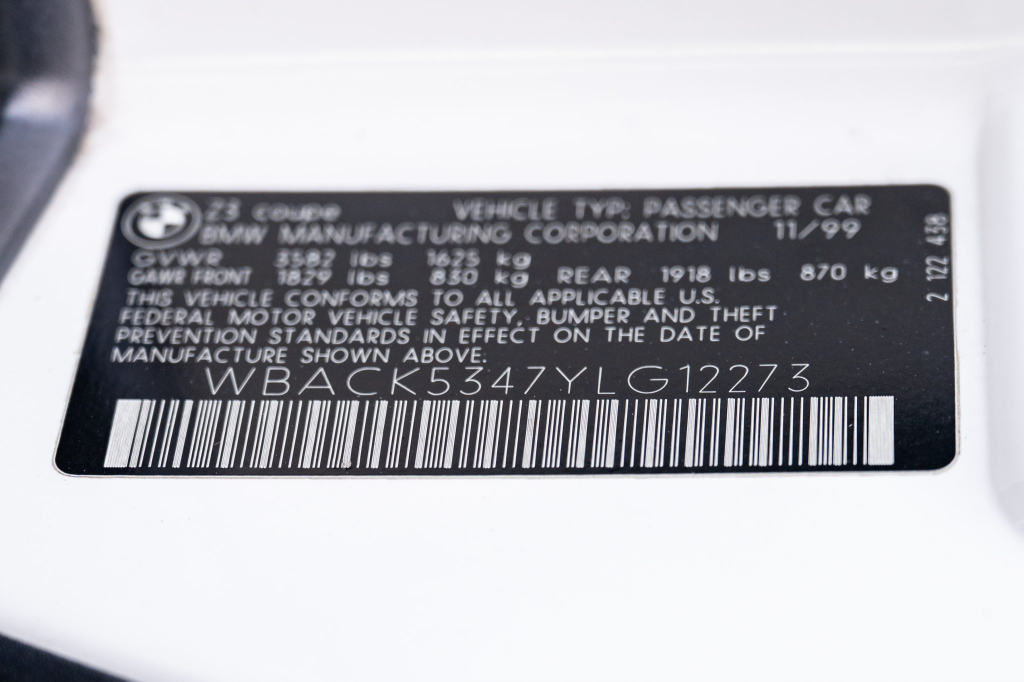 Z3 coupe VEHICLE TYP: PASSENGER CAR
BMW MANUFACTURING CORPORATION 11/99
GVWR 3582 lbs 1625 kg
GAWR FRONT 1829 lbs 830 kg REAR 1918 lbs 870 kg
THIS VEHICLE CONFORMS TO ALL APPLICABLE U.S.
FEDERAL MOTOR VEHICLE SAFETY, BUMPER AND THEFT
PREVENTION STANDARDS IN EFFECT ON THE DATE OF
MANUFACTURE SHOWN ABOVE.
WBACK5347YLG12273
2 122 438